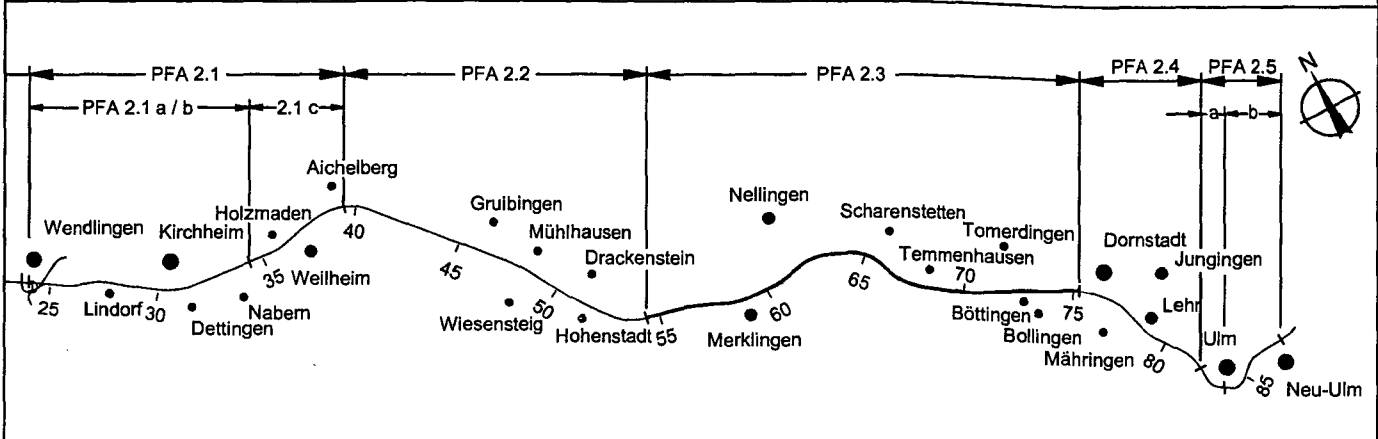 PFA 2.1
PFA 2.2
PFA 2.3
PFA 2.4
PFA 2.5
N
PFA 2.1 a / b
2.1 c
a
b
Aichelberg
Nellingen
Gruibingen
Scharenstetten
Holzmaden
Wendlingen
Kirchheim
40
Mühlhausen
Tomerdingen
Dornstadt
45
Drackenstein
65
Temmenhausen
70
Jungingen
35
Weilheim
25
Lindorf
30
Nabern
Dettingen
50
60
75
Wiesensteig
Hohenstadt
55
Merklingen
Böttingen
Bollingen
Lehr
Mähringen
80
Ulm
85
Neu-Ulm